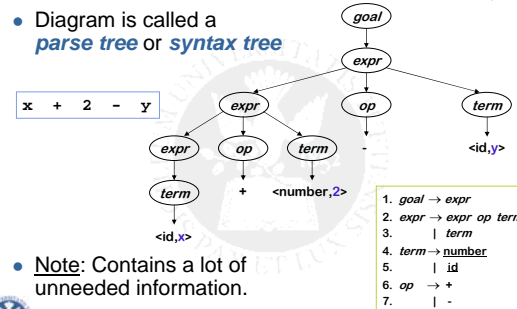 • Diagram is called a
parse tree or syntax tree
x + 2 - y
goal
expr
expr op term
expr op term - <id,y>
term + <number,2>
<id,x>
1. goal → expr
2. expr → expr op term
3. | term
4. term → number
5. | id
6. op → +
7. | -
• Note: Contains a lot of
unneeded information.